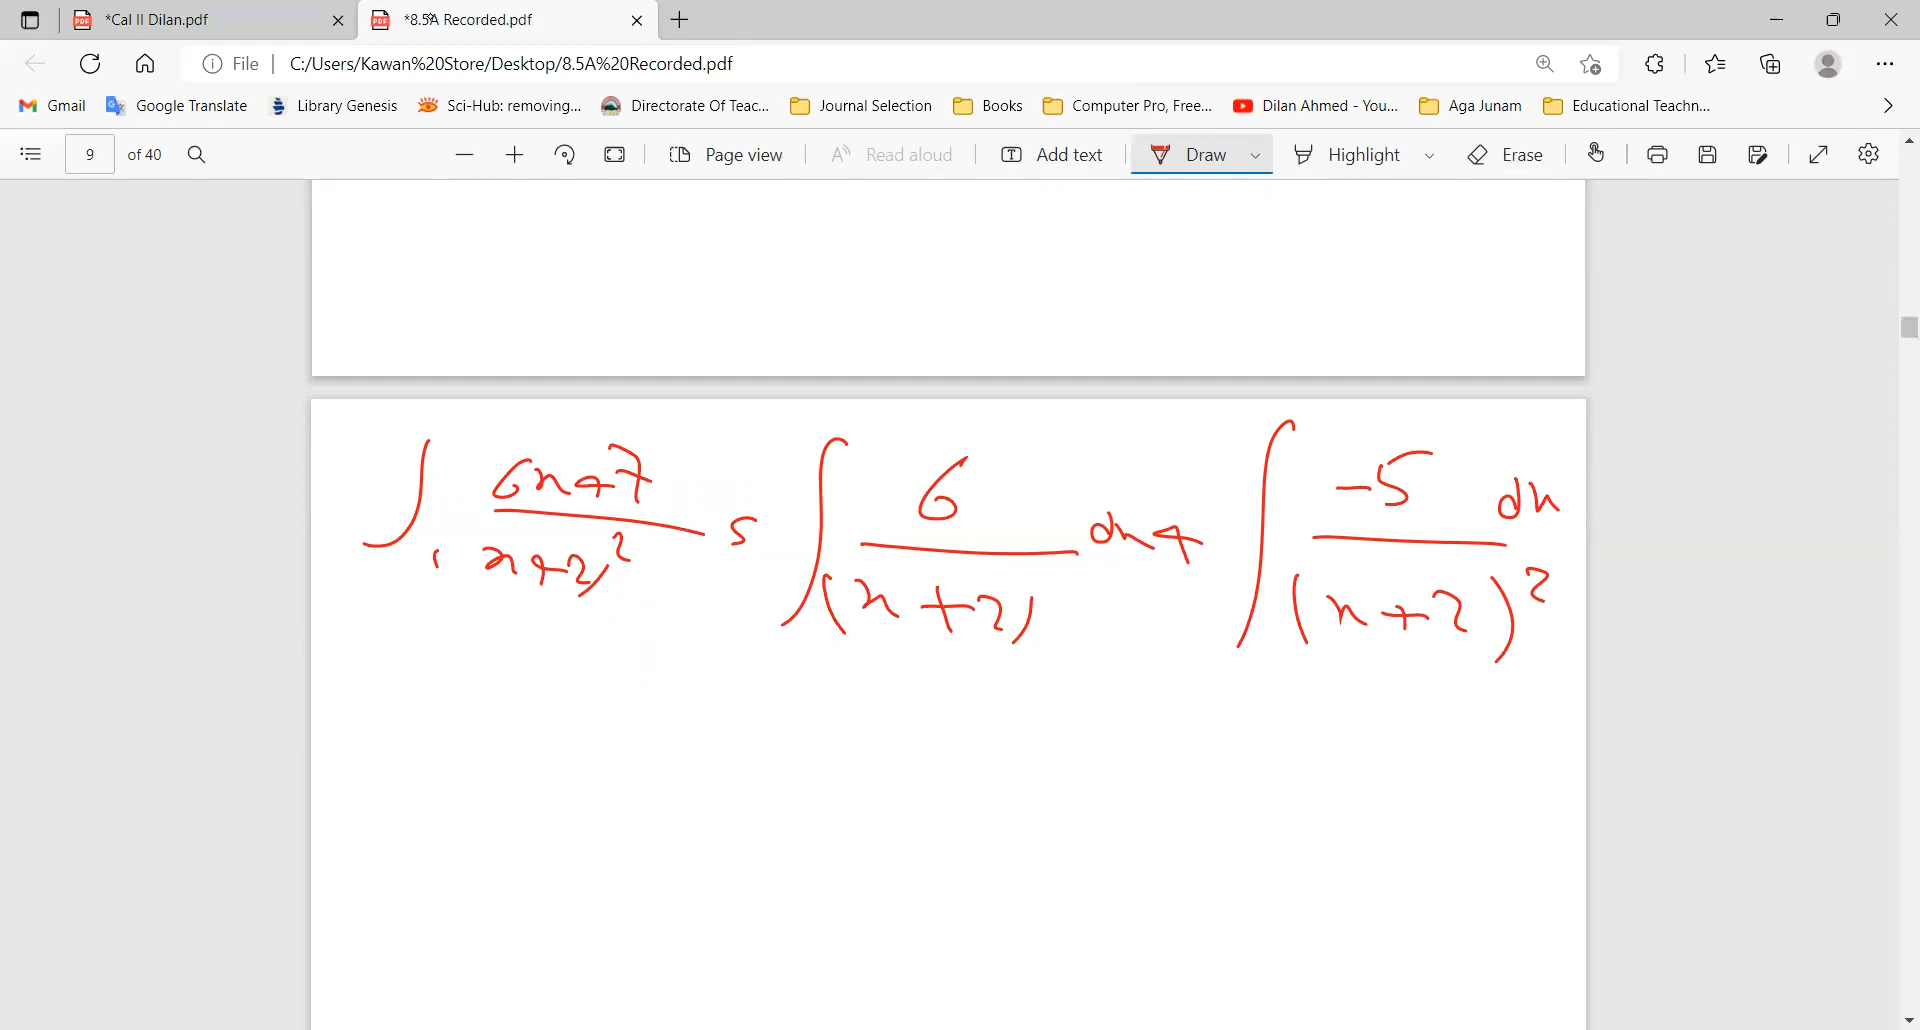 *Cal II Dilan.pdf
*8.5A Recorded.pdf
File | C:/Users/Kawan%20Store/Desktop/8.5A%20Recorded.pdf
Gmail Google Translate Library Genesis Sci-Hub: removing... Directorate Of Teac... Journal Selection Books Computer Pro, Free... Dilan Ahmed - You... Aga Junam Educational Teachn...
9 of 40 Page view Read aloud Add text Draw Highlight Erase
∫ (6x+7)/(x+2)² = ∫ 6/(x+2) dx + ∫ -5/(x+2)² dx